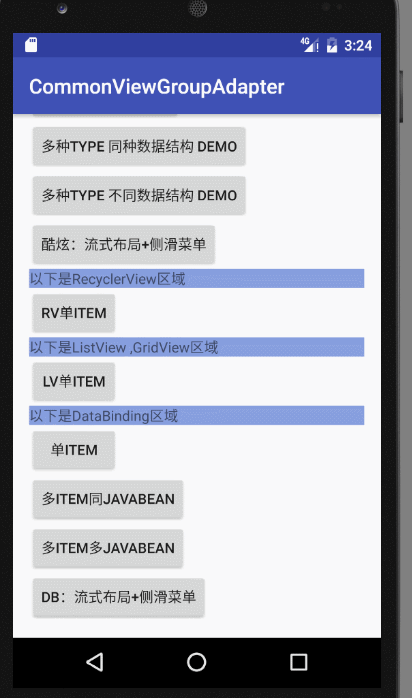 4G 3:24
CommonViewGroupAdapter
多种TYPE 同种数据结构 DEMO
多种TYPE 不同数据结构 DEMO
酷炫：流式布局+侧滑菜单
以下是RecyclerView区域
RV单ITEM
以下是ListView ,GridView区域
LV单ITEM
以下是DataBinding区域
单ITEM
多ITEM同JAVABEAN
多ITEM多JAVABEAN
DB：流式布局+侧滑菜单